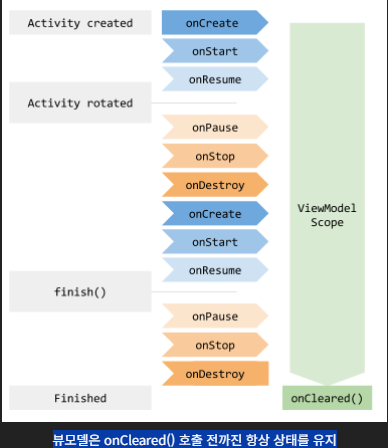 Activity created
onCreate
onStart
onResume
Activity rotated
onPause
onStop
onDestroy
onCreate
onStart
onResume
ViewModel
Scope
finish()
onPause
onStop
onDestroy
Finished
onCleared()
뷰모델은 onCleared() 호출 전까진 항상 상태를 유지